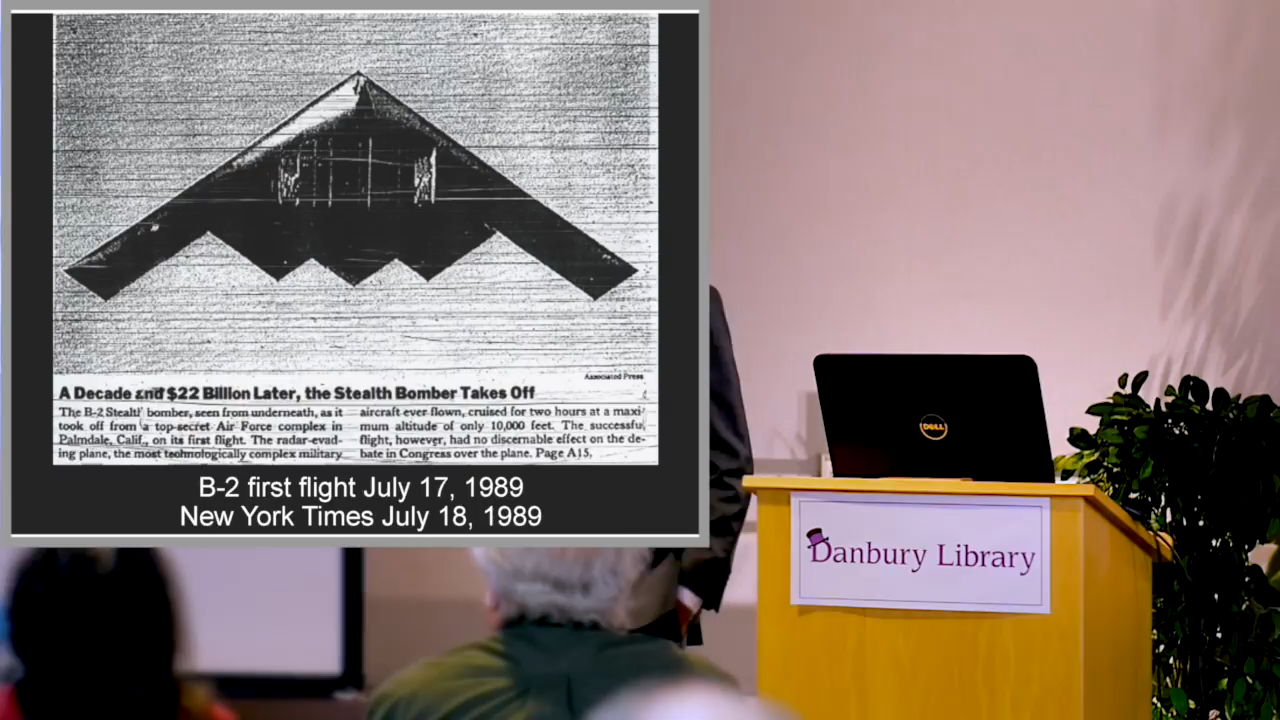 Associated Press
A Decade and $22 Billion Later, the Stealth Bomber Takes Off
The B-2 Stealth bomber, seen from underneath, as it
took off from a top-secret Air Force complex in
Palmdale, Calif., on its first flight. The radar-evad-
ing plane, the most technologically complex military
aircraft ever flown, cruised for two hours at a maxi-
mum altitude of only 10,000 feet. The successful
flight, however, had no discernable effect on the de-
bate in Congress over the plane. Page A15.
B-2 first flight July 17, 1989
New York Times July 18, 1989
DELL
Danbury Library